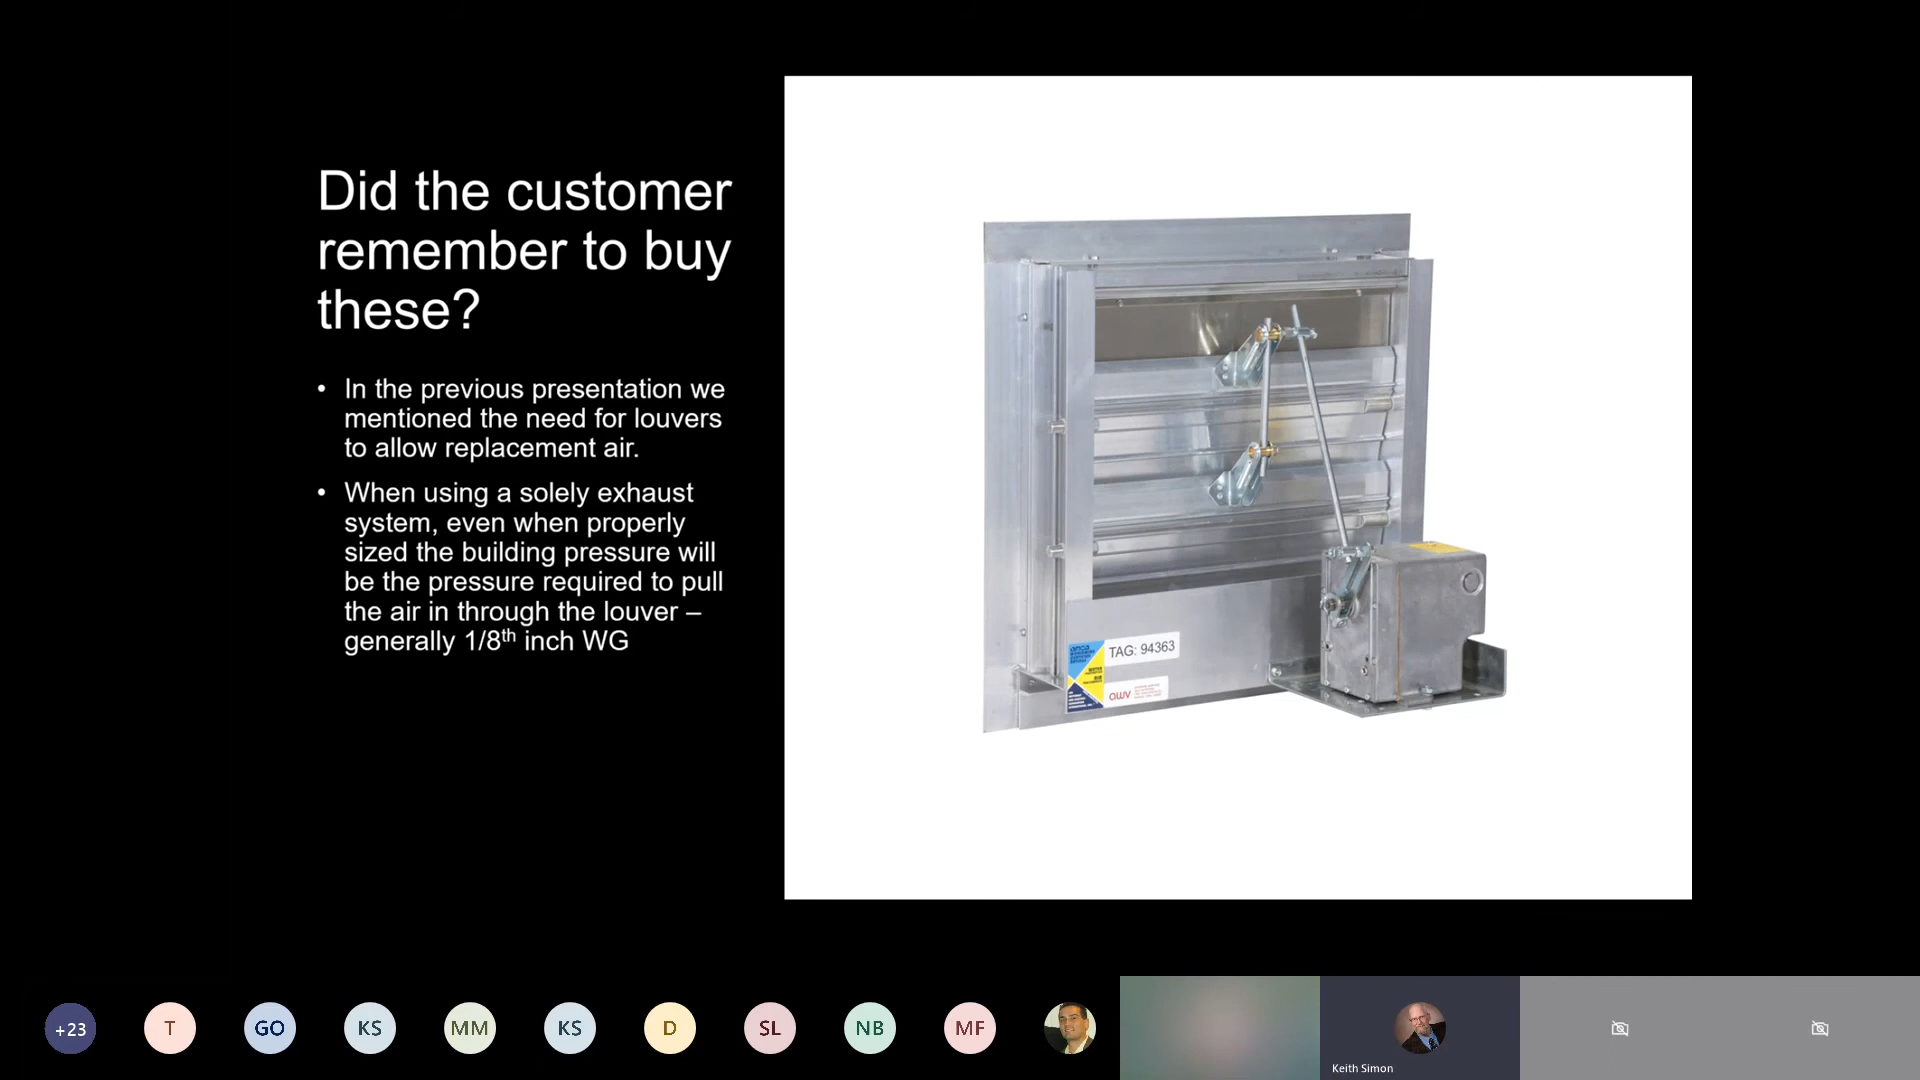 Did the customer
remember to buy
these?
• In the previous presentation we
mentioned the need for louvers
to allow replacement air.
• When using a solely exhaust
system, even when properly
sized the building pressure will
be the pressure required to pull
the air in through the louver –
generally 1/8th inch WG
TAG: 94363
amca
awv
+23
T
GO
KS
MM
KS
D
SL
NB
MF
Keith Simon